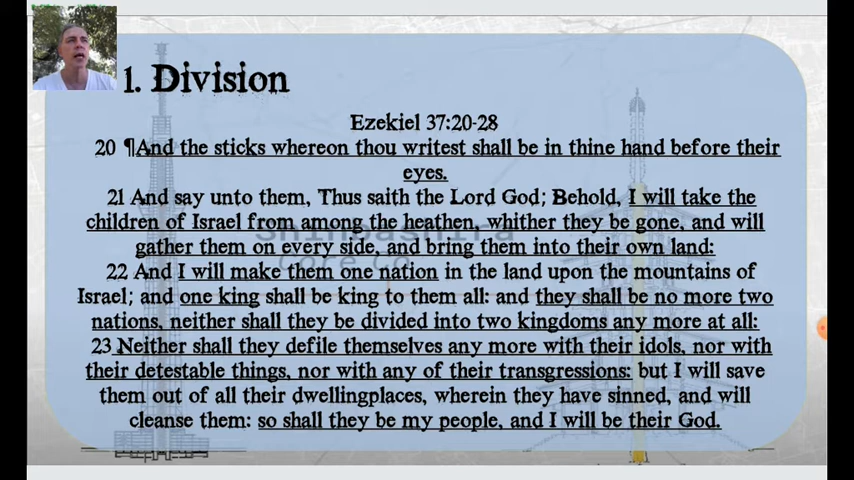 1. Division
Ezekiel 37:20-28
20 ¶And the sticks whereon thou writest shall be in thine hand before their
eyes.
21 And say unto them, Thus saith the Lord God; Behold, I will take the
children of Israel from among the heathen, whither they be gone, and will
gather them on every side, and bring them into their own land:
22 And I will make them one nation in the land upon the mountains of
Israel; and one king shall be king to them all: and they shall be no more two
nations, neither shall they be divided into two kingdoms any more at all:
23 Neither shall they defile themselves any more with their idols, nor with
their detestable things, nor with any of their transgressions: but I will save
them out of all their dwellingplaces, wherein they have sinned, and will
cleanse them: so shall they be my people, and I will be their God.
Shinbashira